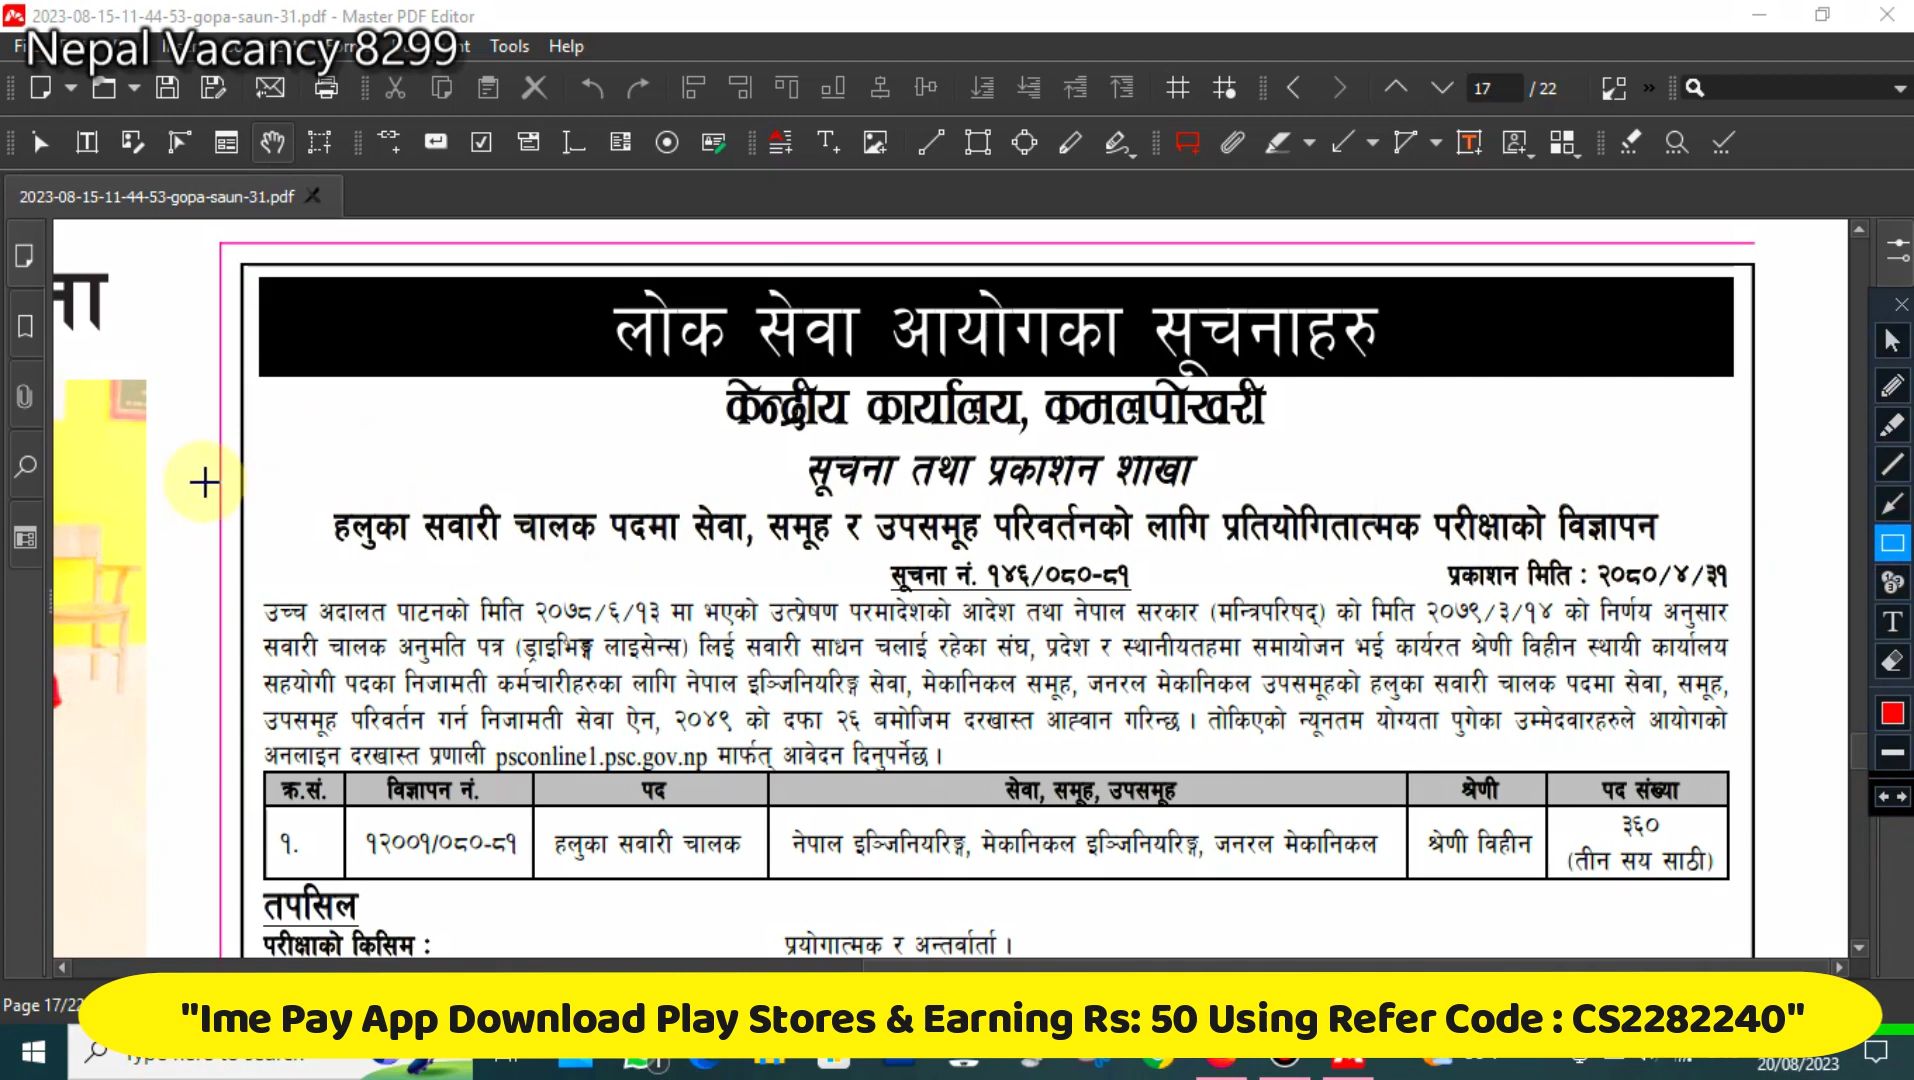 2023-08-15-11-44-53-gopa-saun-31.pdf - Master PDF Editor
Nepal Vacancy 8299
Tools Help
17 / 22
2023-08-15-11-44-53-gopa-saun-31.pdf
लोक सेवा आयोगका सूचनाहरु
केन्द्रीय कार्यालय, कमलपोखरी
सूचना तथा प्रकाशन शाखा
हलुका सवारी चालक पदमा सेवा, समूह र उपसमूह परिवर्तनको लागि प्रतियोगितात्मक परीक्षाको विज्ञापन
सूचना नं. १४६/०८०-८१ प्रकाशन मिति : २०८०/४/३१
उच्च अदालत पाटनको मिति २०७८/६/१३ मा भएको उत्प्रेषण परमादेशको आदेश तथा नेपाल सरकार (मन्त्रिपरिषद्) को मिति २०७९/३/१४ को निर्णय अनुसार
सवारी चालक अनुमति पत्र (ड्राइभिङ्ग लाइसेन्स) लिई सवारी साधन चलाई रहेका संघ, प्रदेश र स्थानीयतहमा समायोजन भई कार्यरत श्रेणी विहीन स्थायी कार्यालय
सहयोगी पदका निजामती कर्मचारीहरुका लागि नेपाल इञ्जिनियरिङ्ग सेवा, मेकानिकल समूह, जनरल मेकानिकल उपसमूहको हलुका सवारी चालक पदमा सेवा, समूह,
उपसमूह परिवर्तन गर्न निजामती सेवा ऐन, २०४९ को दफा २६ बमोजिम दरखास्त आह्वान गरिन्छ । तोकिएको न्यूनतम योग्यता पुगेका उम्मेदवारहरुले आयोगको
अनलाइन दरखास्त प्रणाली psconline1.psc.gov.np मार्फत् आवेदन दिनुपर्नेछ ।
क्र.सं. विज्ञापन नं. पद सेवा, समूह, उपसमूह श्रेणी पद संख्या
१. १२००१/०८०-८१ हलुका सवारी चालक नेपाल इञ्जिनियरिङ्ग, मेकानिकल इञ्जिनियरिङ्ग, जनरल मेकानिकल श्रेणी विहीन ३६० (तीन सय साठी)
तपसिल
परीक्षाको किसिम : प्रयोगात्मक र अन्तर्वार्ता ।
Page 17/22
"Ime Pay App Download Play Stores & Earning Rs: 50 Using Refer Code : CS2282240"
20/08/2023